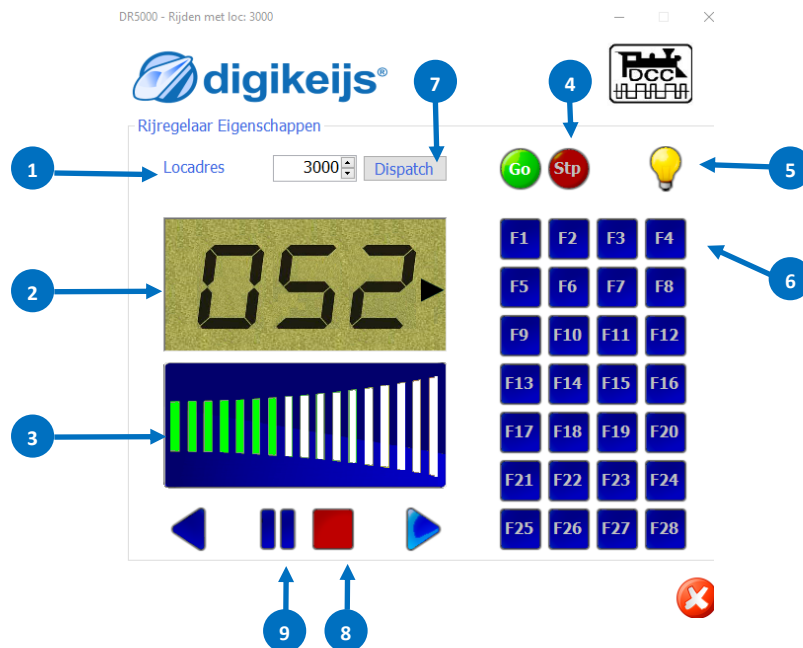 DR5000 - Rijden met loc: 3000
digikeijs®
DCC
7
4
Rijregelaar Eigenschappen
1
Locadres 3000 Dispatch
Go Stp
5
2
052
F1 F2 F3 F4
6
F5 F6 F7 F8
F9 F10 F11 F12
3
F13 F14 F15 F16
F17 F18 F19 F20
F21 F22 F23 F24
F25 F26 F27 F28
9
8